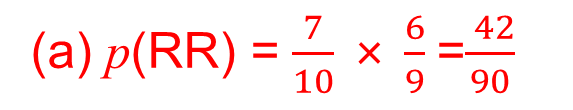 (a) p(RR) = 7/10 × 6/9 = 42/90